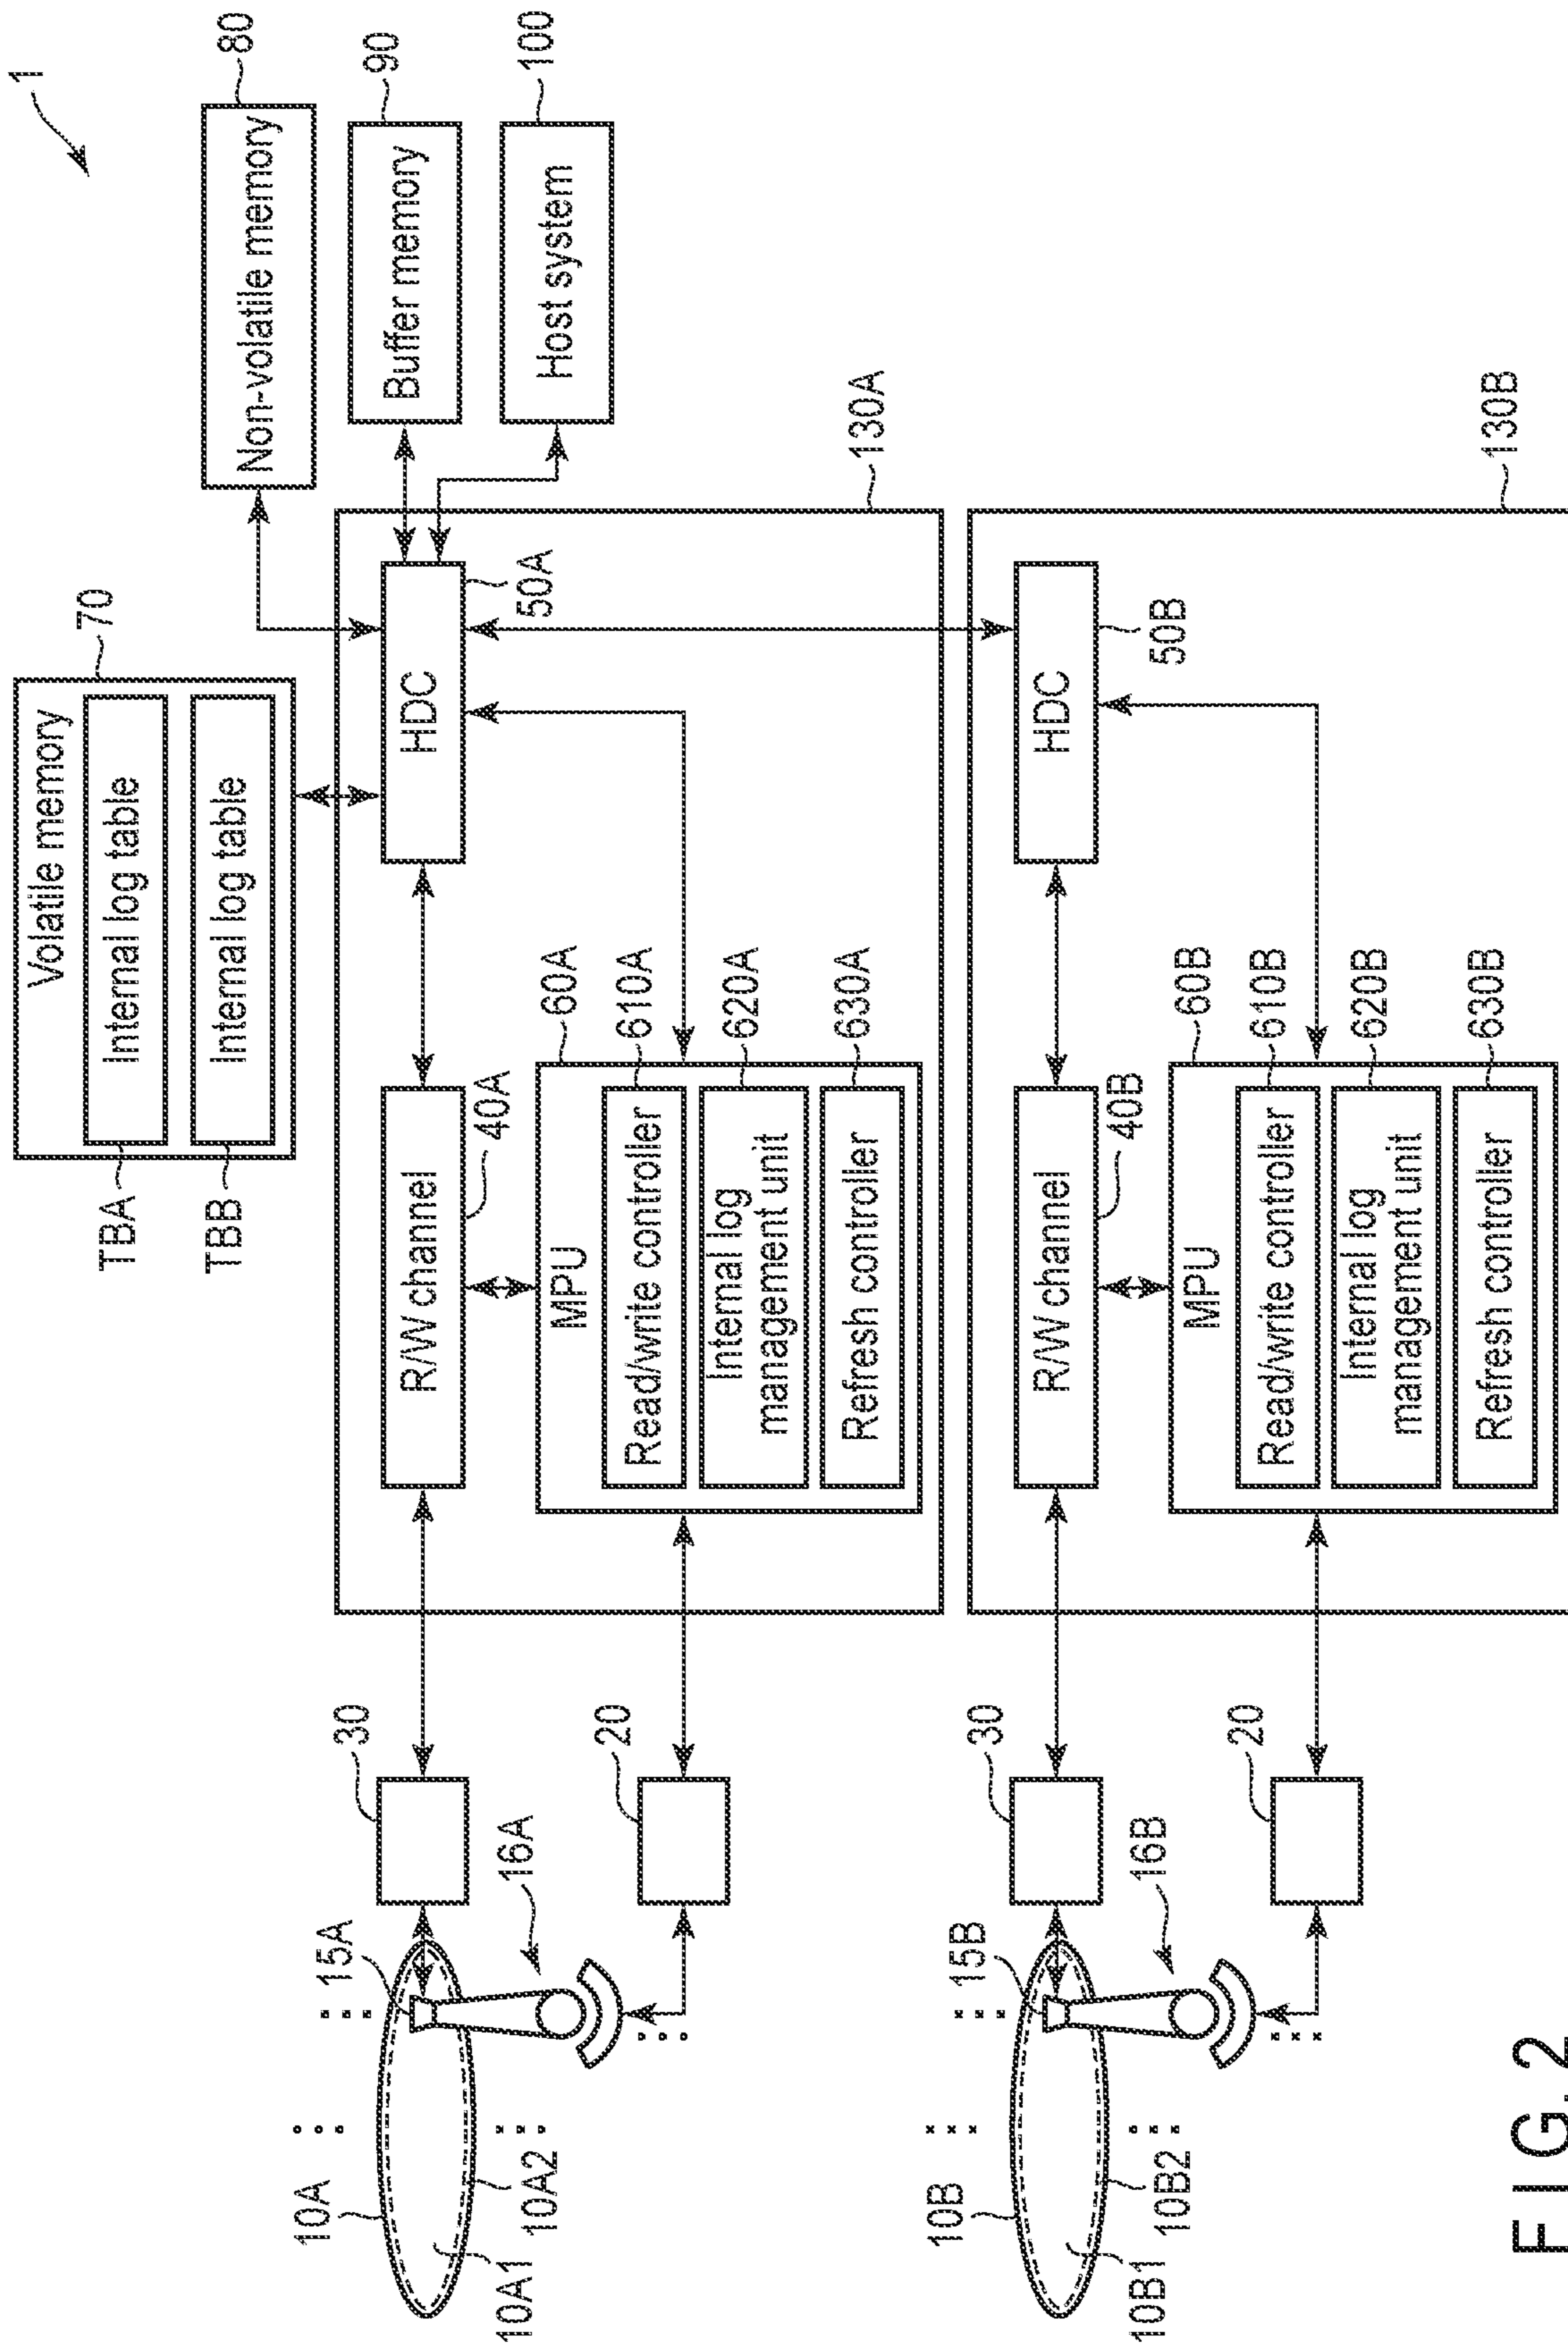 1
70
Volatile memory
Internal log table
Internal log table
TBA
TBB
Non-volatile memory
80
Buffer memory
90
Host system
100
130A
HDC
50A
R/W channel
40A
MPU
60A
Read/write controller
610A
Internal log
management unit
620A
Refresh controller
630A
30
20
15A
16A
10A
10A1
10A2
130B
HDC
50B
R/W channel
40B
MPU
60B
Read/write controller
610B
Internal log
management unit
620B
Refresh controller
630B
30
20
15B
16B
10B
10B1
10B2
FIG. 2